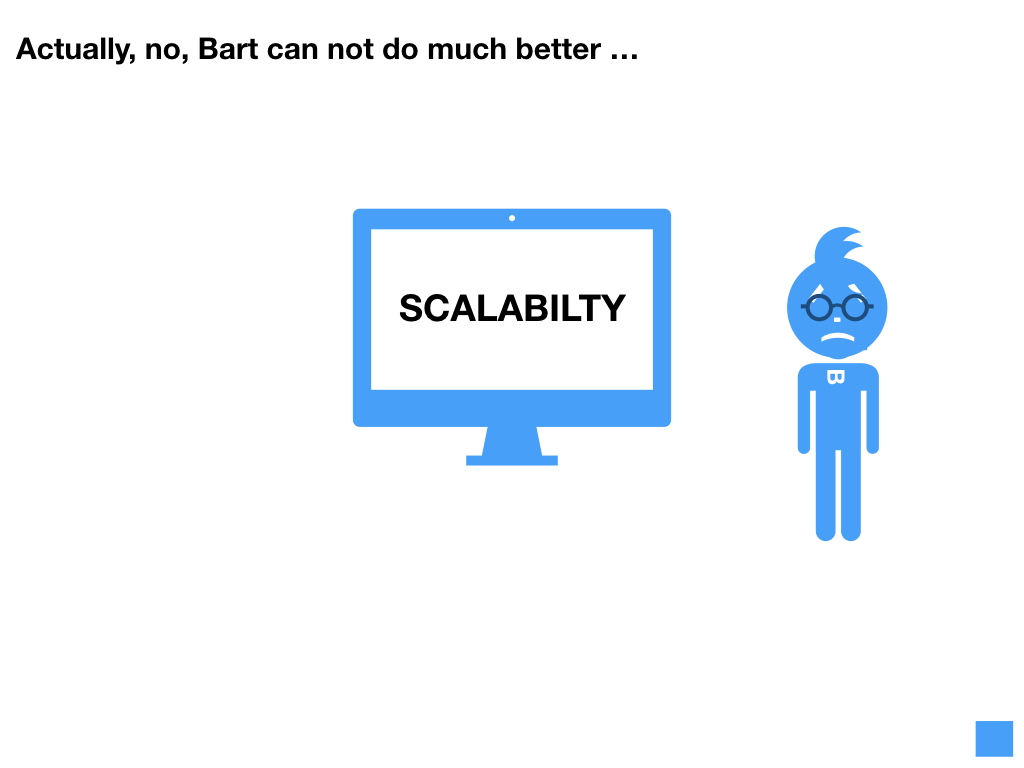 Actually, no, Bart can not do much better …
SCALABILTY
B